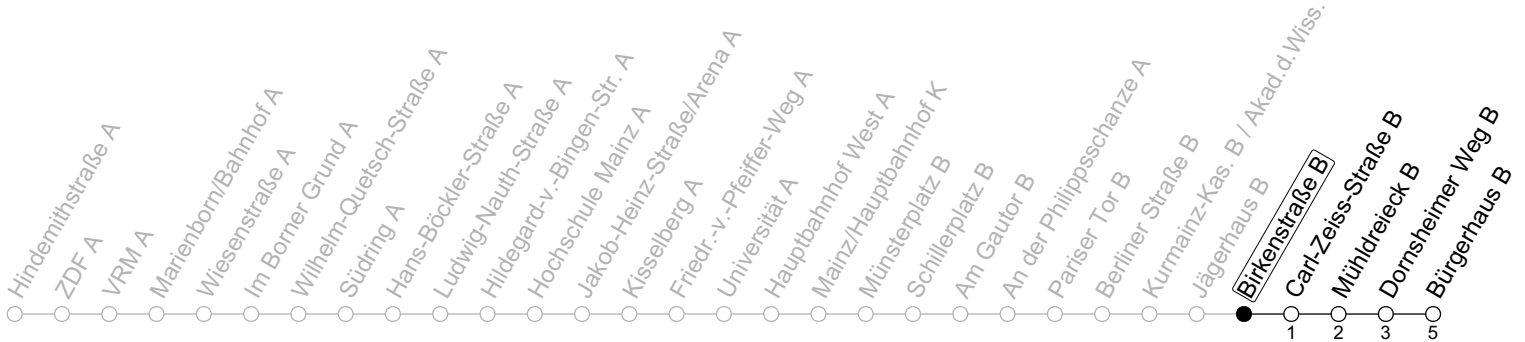 Hindemithstraße A
ZDF A
VRM A
Marienborn/Bahnhof A
Wiesenstraße A
Im Borner Grund A
Wilhelm-Quetsch-Straße A
Südring A
Hans-Böckler-Straße A
Ludwig-Nauth-Straße A
Hildegard-v.-Bingen-Str. A
Hochschule Mainz A
Jakob-Heinz-Straße/Arena A
Kisselberg A
Friedr.-v.-Pfeiffer-Weg A
Universität A
Hauptbahnhof West A
Mainz/Hauptbahnhof K
Münsterplatz B
Schillerplatz B
Am Gautor B
An der Philippsschanze A
Pariser Tor B
Berliner Straße B
Kurmainz-Kas. B / Akad.d.Wiss.
Jägerhaus B
Birkenstraße B
Carl-Zeiss-Straße B
Mühldreieck B
Dornsheimer Weg B
Bürgerhaus B
1 2 3 5